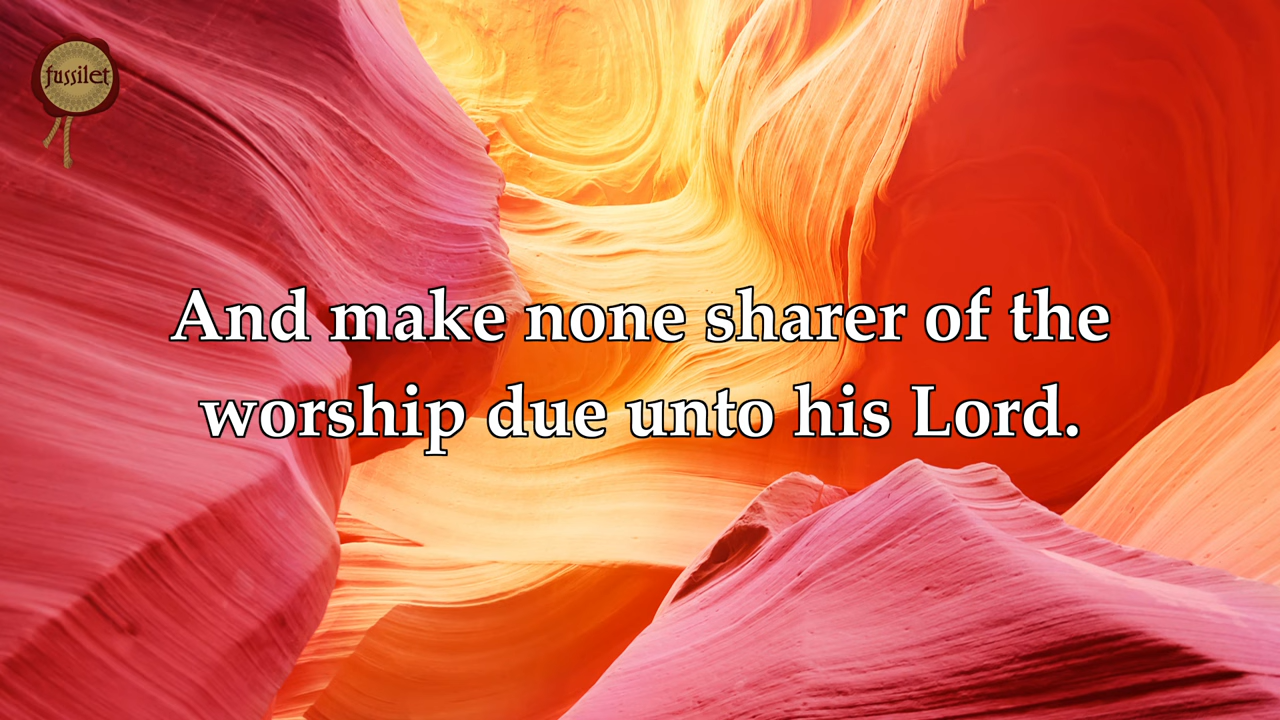 fussilet
And make none sharer of the
worship due unto his Lord.